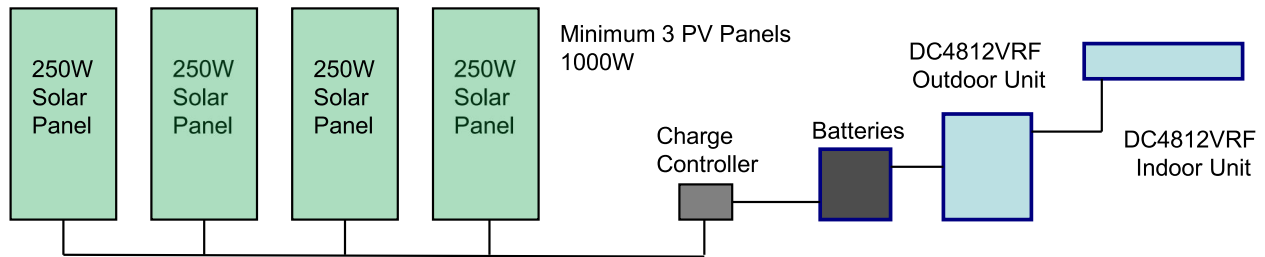 250W
Solar
Panel
250W
Solar
Panel
250W
Solar
Panel
250W
Solar
Panel
Minimum 3 PV Panels
1000W
Charge
Controller
Batteries
DC4812VRF
Outdoor Unit
DC4812VRF
Indoor Unit